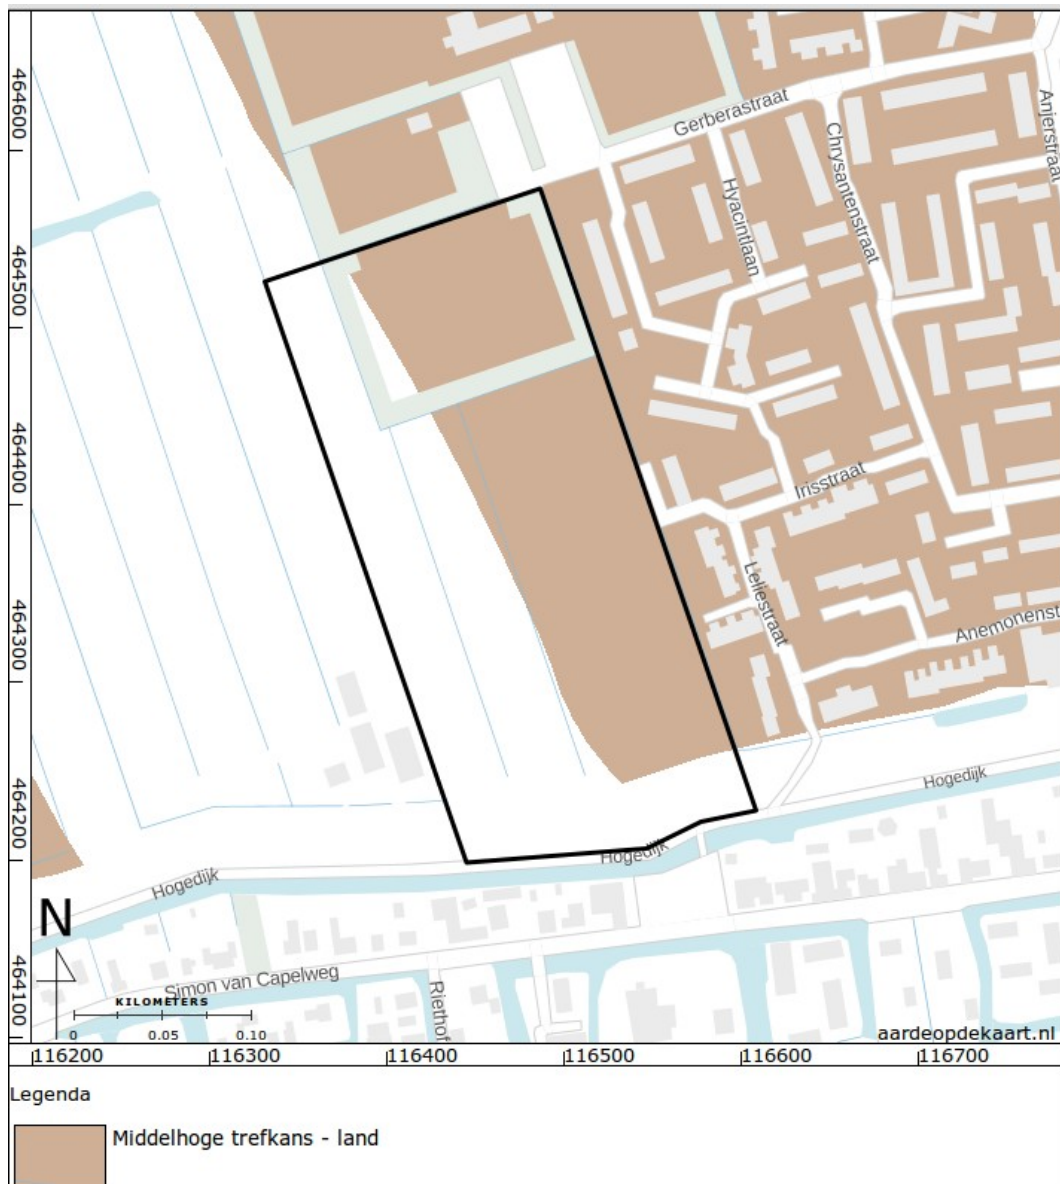 464600
464500
464400
464300
464200
464100
Gerberastraat
Anjerstraat
Chrysantenstraat
Hyacintlaan
Irisstraat
Leliestraat
Anemonenst
Hogedijk
Hogedijk
Hogedijk
N
Simon van Capelweg
Riethof
KILOMETERS
0 0.05 0.10
aardeopdekaart.nl
116200 116300 116400 116500 116600 116700
Legenda
Middelhoge trefkans - land